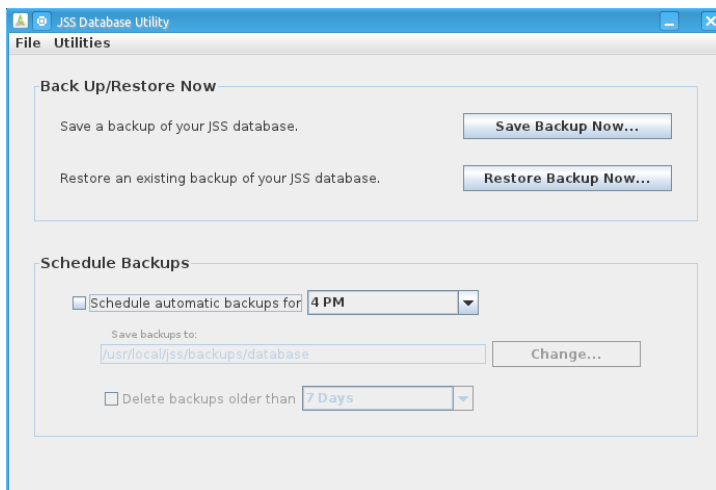 JSS Database Utility
File Utilities
Back Up/Restore Now
Save a backup of your JSS database.
Save Backup Now...
Restore an existing backup of your JSS database.
Restore Backup Now...
Schedule Backups
Schedule automatic backups for 4 PM
Save backups to:
/usr/local/jss/backups/database
Change...
Delete backups older than 7 Days